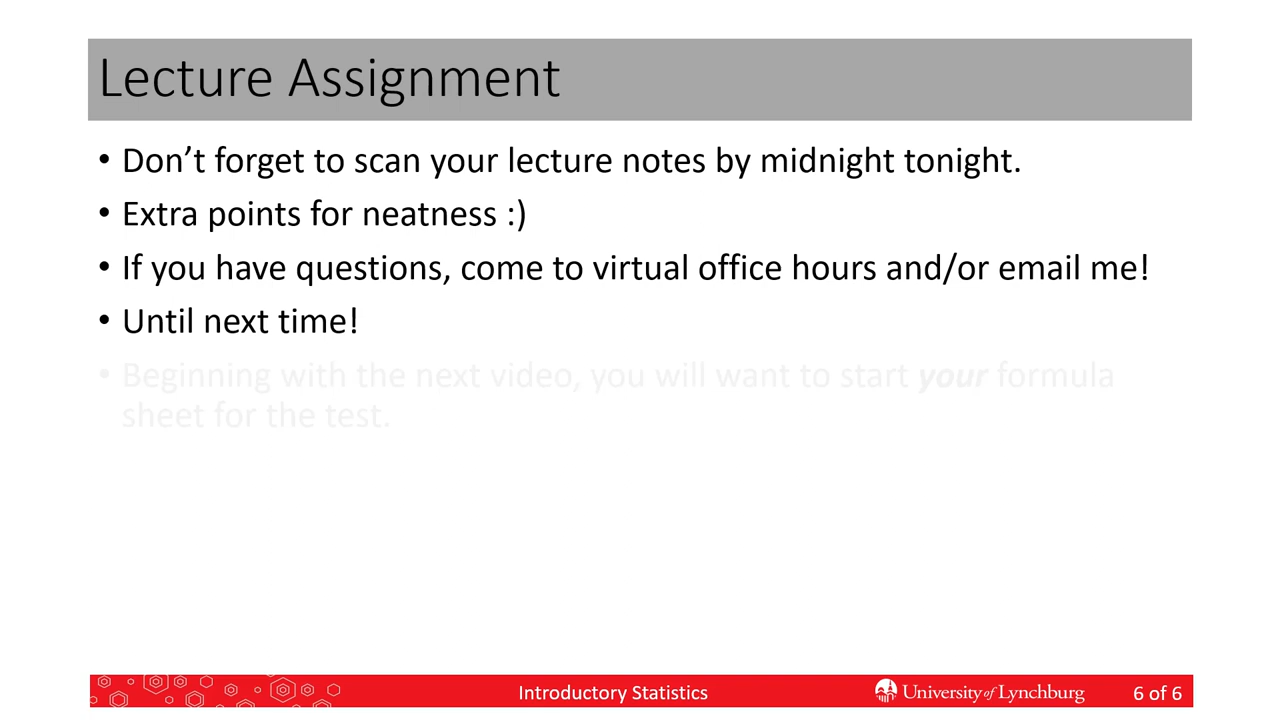 Lecture Assignment
• Don’t forget to scan your lecture notes by midnight tonight.
• Extra points for neatness :)
• If you have questions, come to virtual office hours and/or email me!
• Until next time!
• Beginning with the next video, you will want to start your formula
sheet for the test.
Introductory Statistics
University of Lynchburg
6 of 6